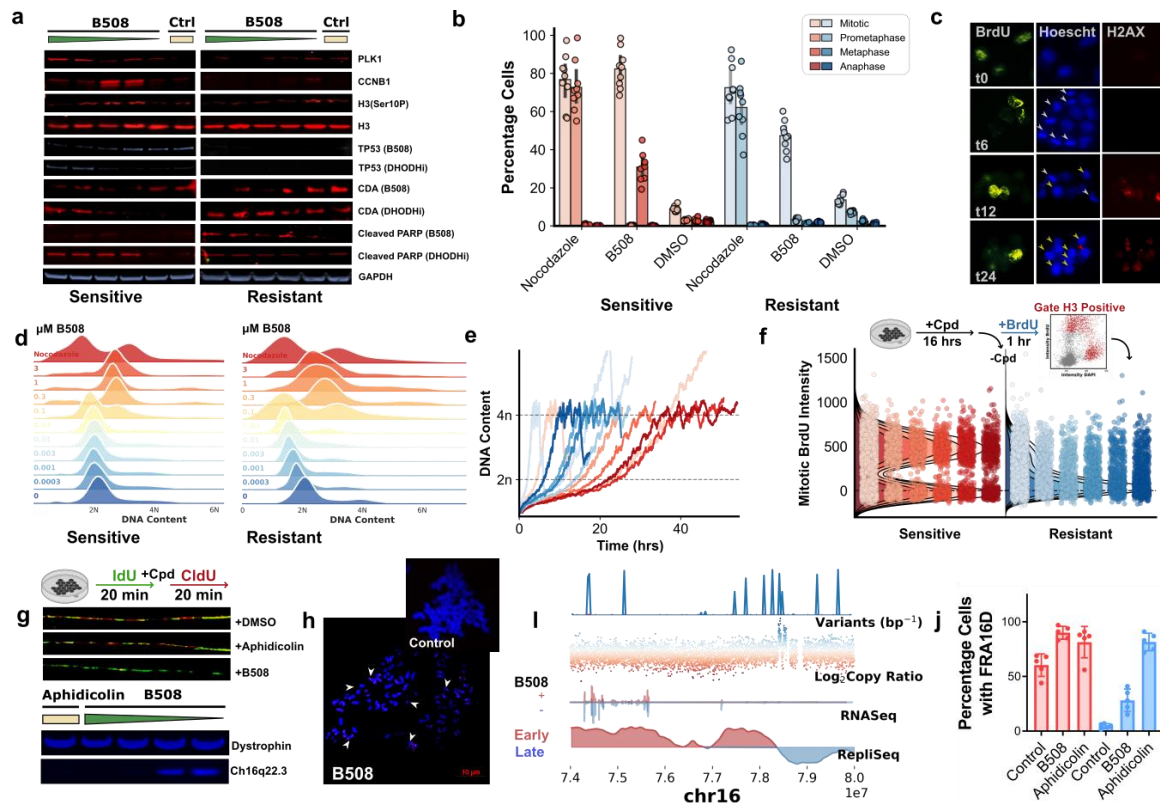 a
B508 Ctrl B508 Ctrl
PLK1
CCNB1
H3(Ser10P)
H3
TP53 (B508)
TP53 (DHODHi)
CDA (B508)
CDA (DHODHi)
Cleaved PARP (B508)
Cleaved PARP (DHODHi)
GAPDH
Sensitive Resistant
b
Percentage Cells
100
80
60
40
20
0
Mitotic
Prometaphase
Metaphase
Anaphase
Nocodazole B508 DMSO Nocodazole B508 DMSO
Sensitive Resistant
c
BrdU Hoescht H2AX
t0
t6
t12
t24
d
µM B508 µM B508
Nocodazole Nocodazole
3 3
1 1
0.3 0.3
0.1 0.1
0.03 0.03
0.01 0.01
0.003 0.003
0.001 0.001
0.0003 0.0003
0 0
0 2N 4N 6N 0 2N 4N 6N
DNA Content DNA Content
Sensitive Resistant
e
DNA Content
4n
2n
0 20 40
Time (hrs)
f
+Cpd
16 hrs
-Cpd
+BrdU
1 hr
Gate H3 Positive
Intensity BrdU
Intensity DAPI
Mitotic BrdU Intensity
1500
1000
500
0
Sensitive Resistant
g
IdU +Cpd CldU
20 min 20 min
+DMSO
+Aphidicolin
+B508
Aphidicolin B508
Dystrophin
Ch16q22.3
h
Control
B508
10 µm
I
Variants (bp⁻¹)
Log₂Copy Ratio
B508
+
-
RNASeq
Early
Late
RepliSeq
7.4 7.5 7.6 7.7 7.8 7.9 8.0
1e7
chr16
j
Percentage Cells
with FRA16D
100
50
0
Control B508 Aphidicolin Control B508 Aphidicolin